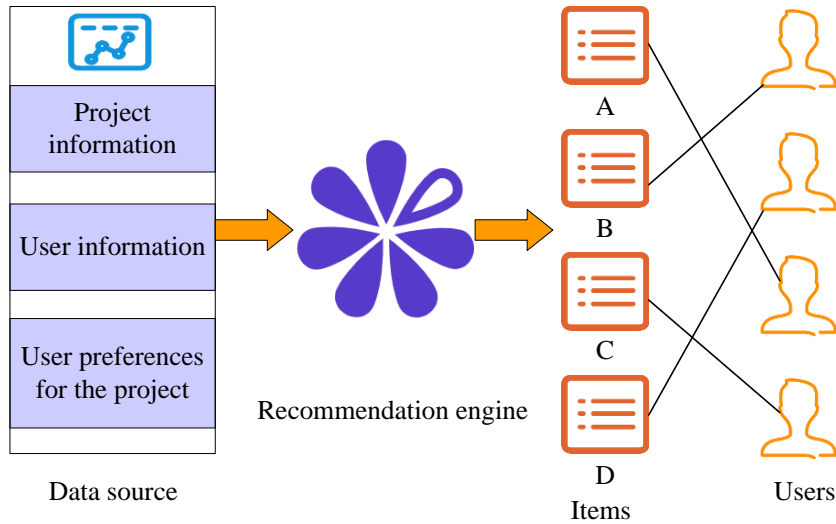 Project
information
User information
User preferences
for the project
Data source
Recommendation engine
A
B
C
D
Items
Users